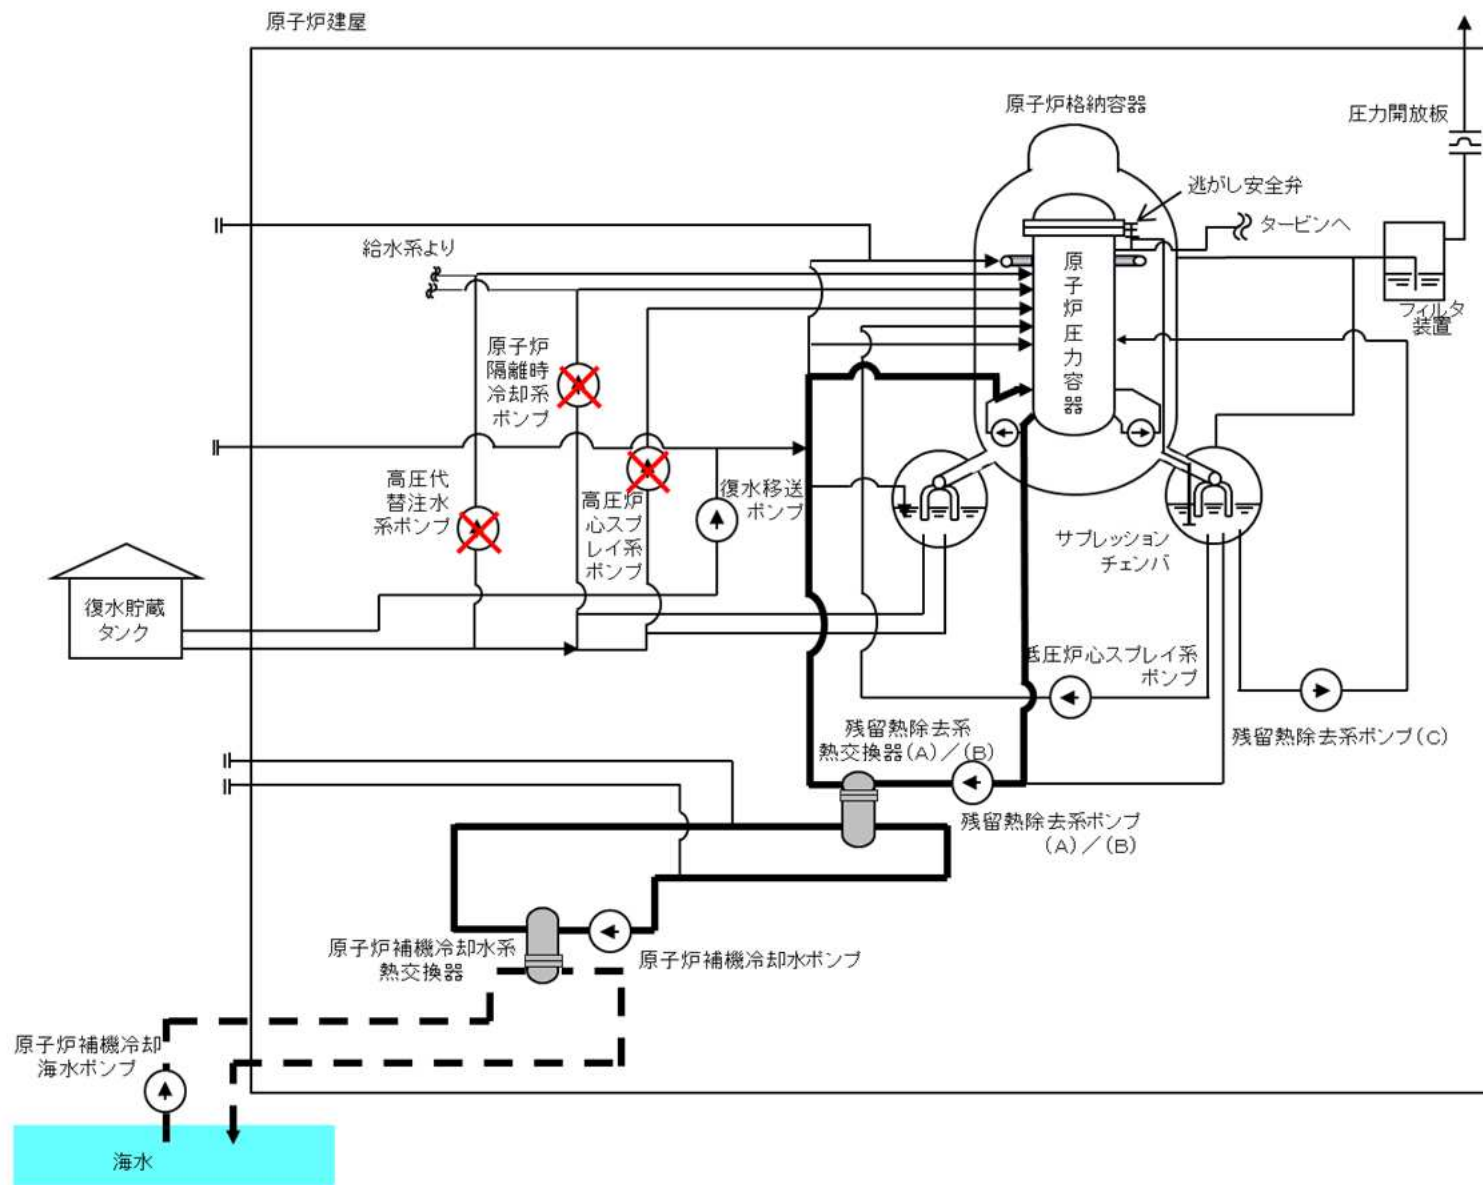 原子炉建屋
原子炉格納容器
圧力開放板
逃がし安全弁
タービンへ
給水系より
原
子
炉
圧
力
容
器
フィルタ
装置
原子炉
隔離時
冷却系
ポンプ
高圧代
替注水
系ポンプ
高圧炉
心スプ
レイ系
ポンプ
復水移送
ポンプ
サプレッション
チェンバ
復水貯蔵
タンク
低圧炉心スプレイ系
ポンプ
残留熱除去系
熱交換器(A)/(B)
残留熱除去系ポンプ(C)
残留熱除去系ポンプ
(A)/(B)
原子炉補機冷却水系
熱交換器
原子炉補機冷却水ポンプ
原子炉補機冷却
海水ポンプ
海水